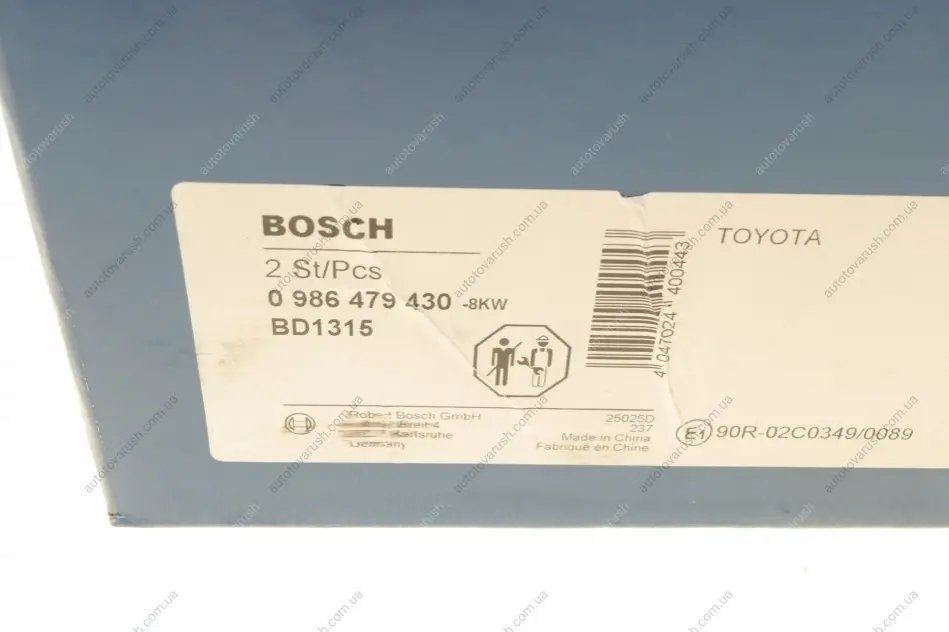 BOSCH
2 St/Pcs
0 986 479 430 -8KW
BD1315
4 047024 400443
TOYOTA
Robert Bosch GmbH
Karlsruhe
Germany
25025D
237
Made in China
Fabriqué en Chine
E1 90R-02C0349/0089
autotovarush.com.ua